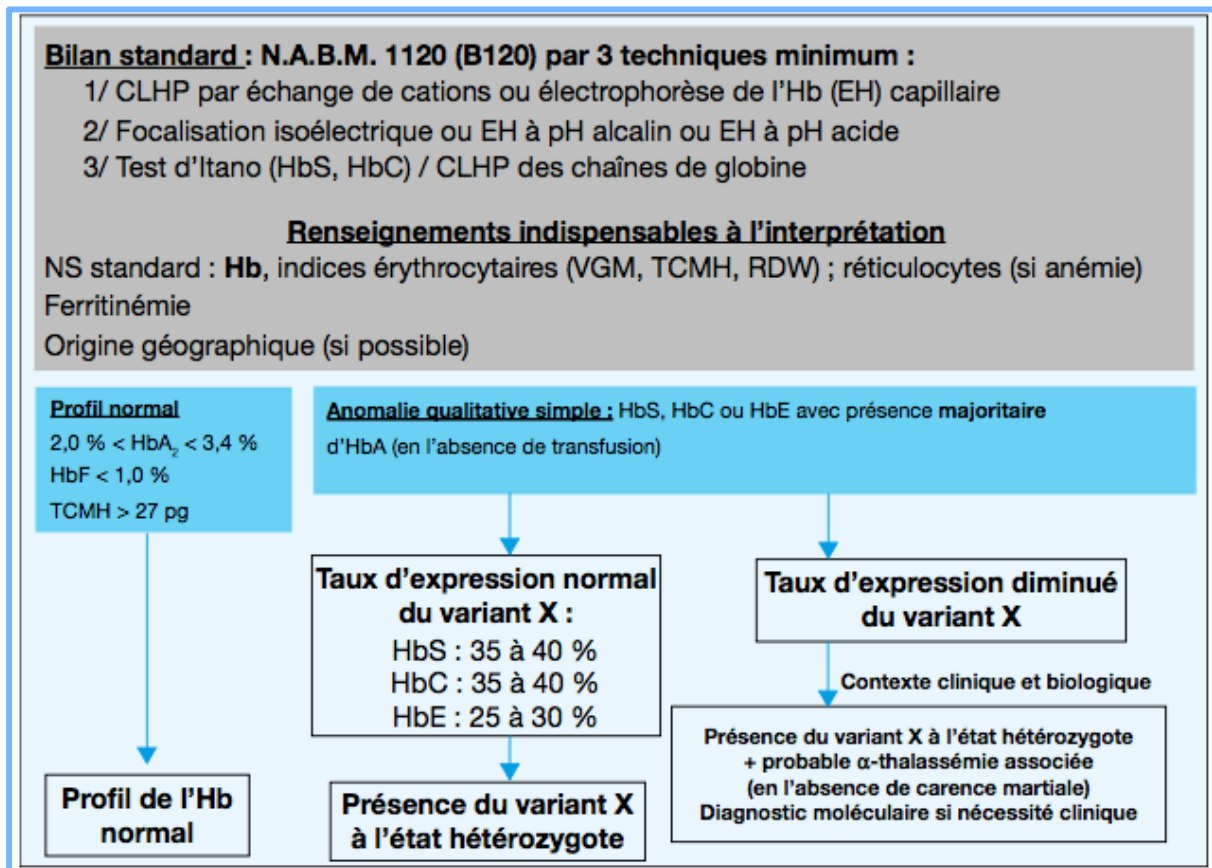 Bilan standard : N.A.B.M. 1120 (B120) par 3 techniques minimum :
1/ CLHP par échange de cations ou électrophorèse de l'Hb (EH) capillaire
2/ Focalisation isoélectrique ou EH à pH alcalin ou EH à pH acide
3/ Test d'Itano (HbS, HbC) / CLHP des chaînes de globine
Renseignements indispensables à l'interprétation
NS standard : Hb, indices érythrocytaires (VGM, TCMH, RDW) ; réticulocytes (si anémie)
Ferritinémie
Origine géographique (si possible)
Profil normal
2,0 % < HbA₂ < 3,4 %
HbF < 1,0 %
TCMH > 27 pg
Anomalie qualitative simple : HbS, HbC ou HbE avec présence majoritaire
d'HbA (en l'absence de transfusion)
Taux d'expression normal
du variant X :
HbS : 35 à 40 %
HbC : 35 à 40 %
HbE : 25 à 30 %
Taux d'expression diminué
du variant X
Contexte clinique et biologique
Présence du variant X à l'état hétérozygote
+ probable α-thalassémie associée
(en l'absence de carence martiale)
Diagnostic moléculaire si nécessité clinique
Profil de l'Hb
normal
Présence du variant X
à l'état hétérozygote